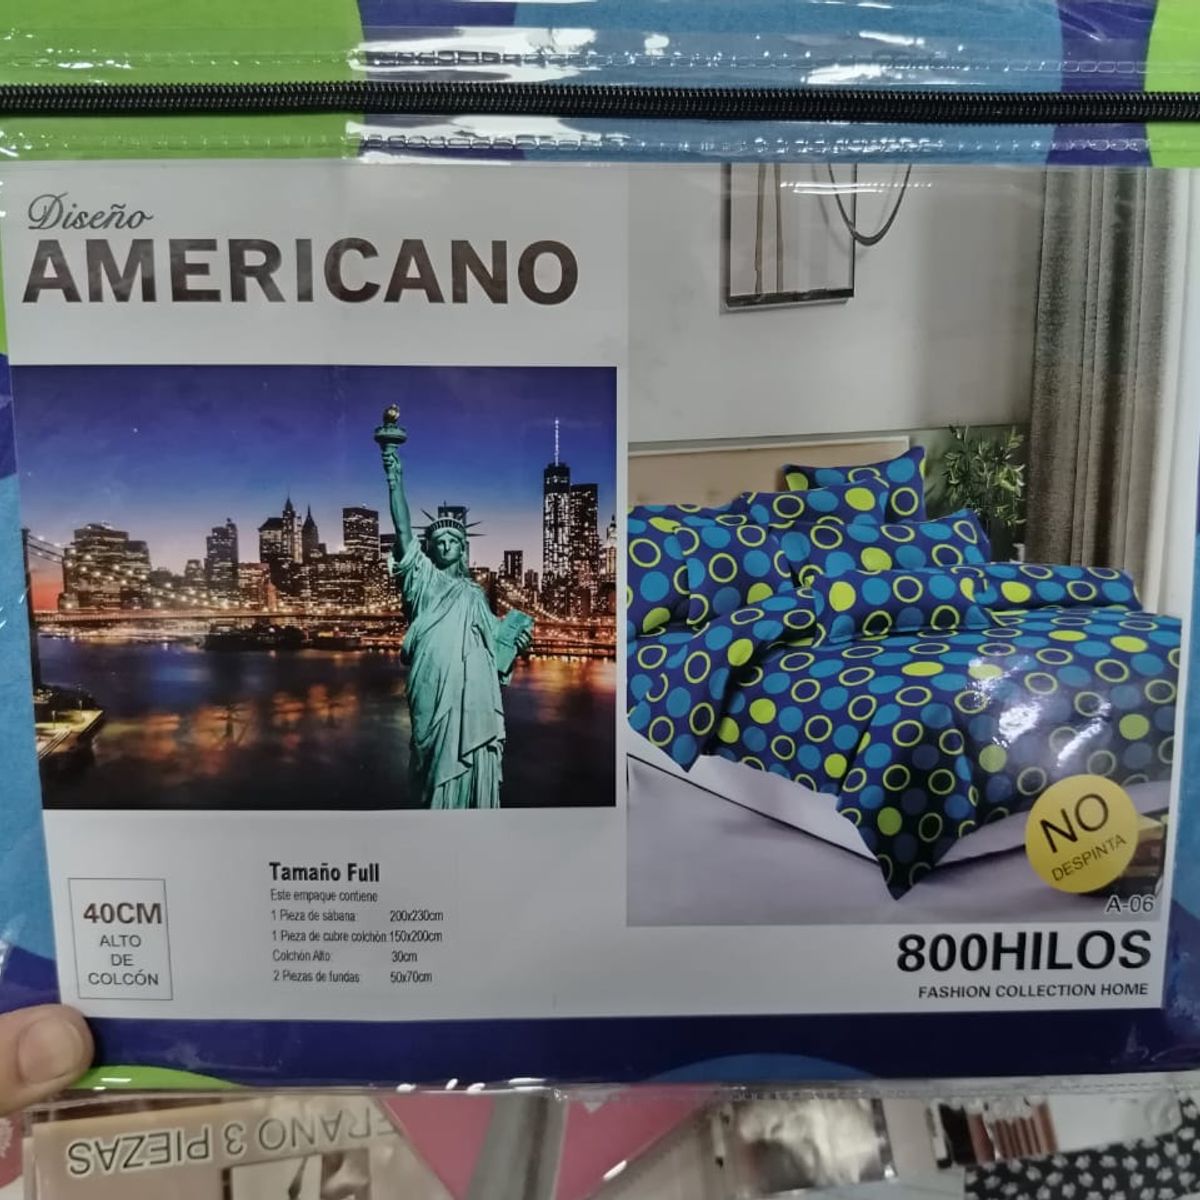 Diseño
AMERICANO
40CM
ALTO
DE
COLCÓN
Tamaño Full
Este empaque contiene
1 Pieza de sábana: 200x230cm
1 Pieza de cubre colchón:150x200cm
Colchón Alto: 30cm
2 Piezas de fundas: 50x70cm
NO
DESPINTA
A-06
800HILOS
FASHION COLLECTION HOME
RANO 3 PIEZAS